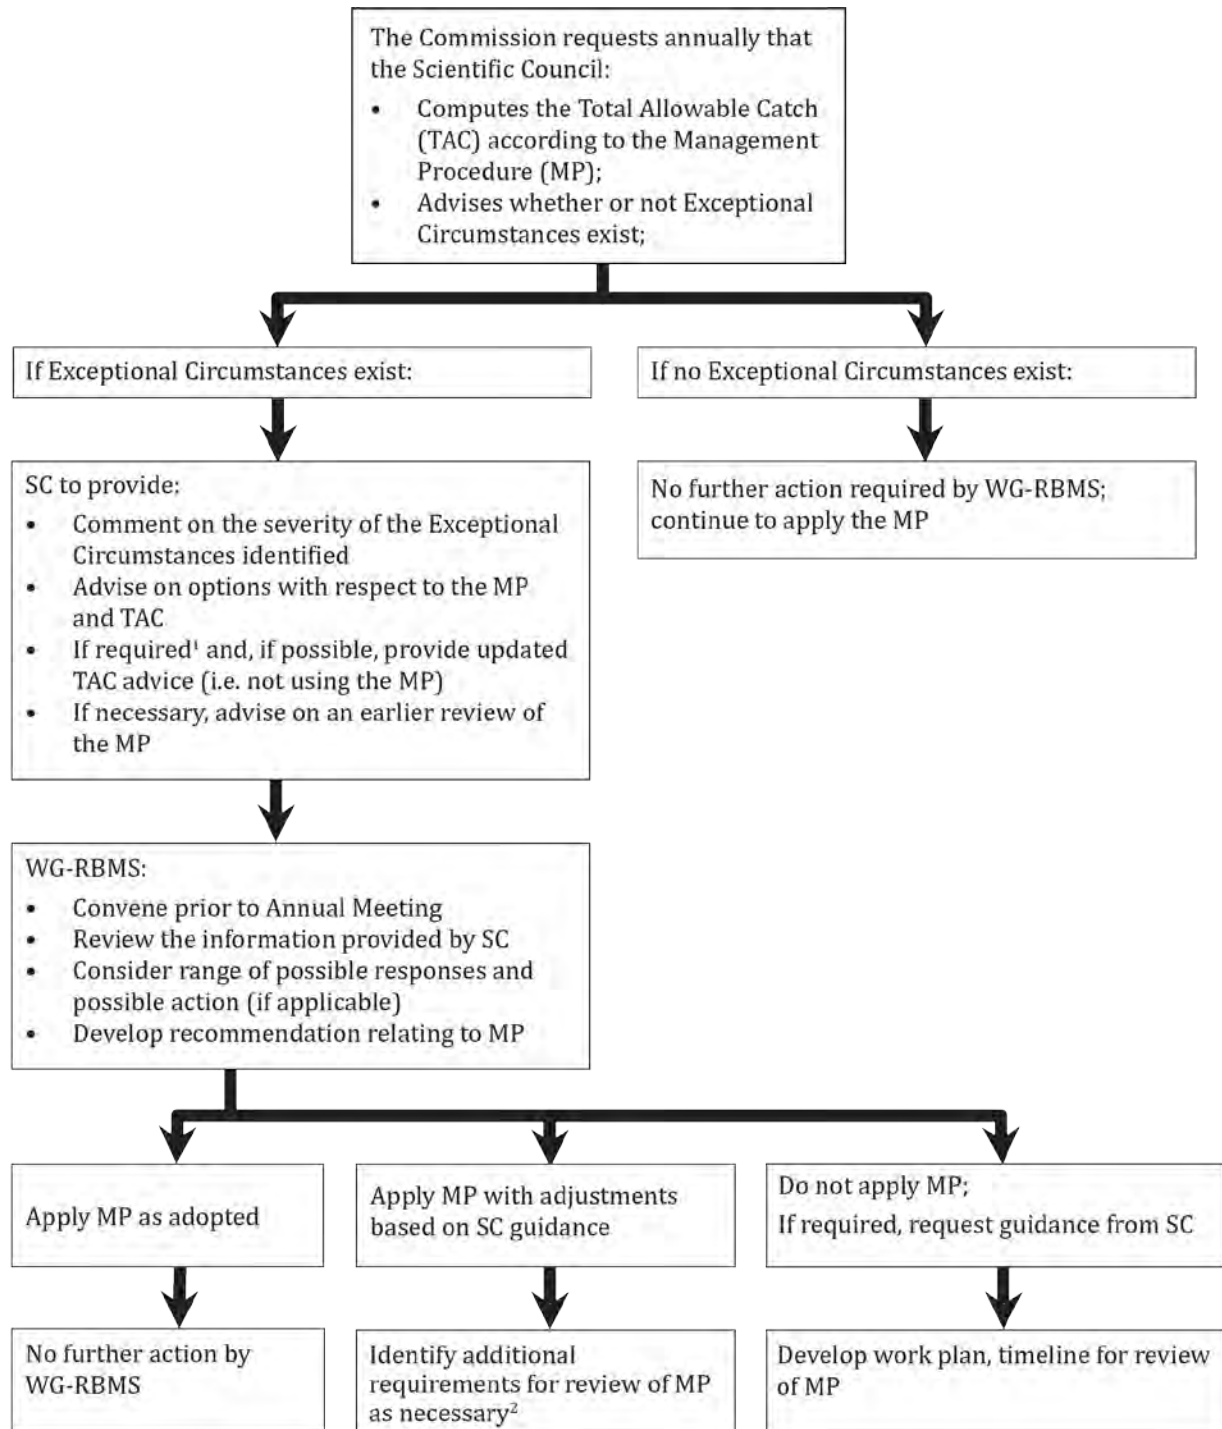 The Commission requests annually that
the Scientific Council:
• Computes the Total Allowable Catch
(TAC) according to the Management
Procedure (MP);
• Advises whether or not Exceptional
Circumstances exist;
If Exceptional Circumstances exist:
If no Exceptional Circumstances exist:
SC to provide:
• Comment on the severity of the Exceptional
Circumstances identified
• Advise on options with respect to the MP
and TAC
• If required¹ and, if possible, provide updated
TAC advice (i.e. not using the MP)
• If necessary, advise on an earlier review of
the MP
No further action required by WG-RBMS;
continue to apply the MP
WG-RBMS:
• Convene prior to Annual Meeting
• Review the information provided by SC
• Consider range of possible responses and
possible action (if applicable)
• Develop recommendation relating to MP
Apply MP as adopted
Apply MP with adjustments
based on SC guidance
Do not apply MP;
If required, request guidance from SC
No further action by
WG-RBMS
Identify additional
requirements for review of MP
as necessary²
Develop work plan, timeline for review
of MP